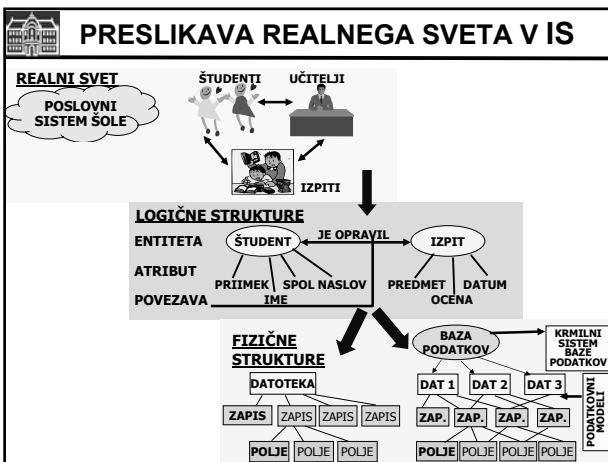 PRESLIKAVA REALNEGA SVETA V IS
REALNI SVET
POSLOVNI
SISTEM ŠOLE
ŠTUDENTI
UČITELJI
IZPITI
LOGIČNE STRUKTURE
ENTITETA
ŠTUDENT
JE OPRAVIL
IZPIT
ATRIBUT
PRIIMEK
IME
SPOL
NASLOV
PREDMET
OCENA
DATUM
POVEZAVA
FIZIČNE
STRUKTURE
DATOTEKA
ZAPIS
ZAPIS
ZAPIS
ZAPIS
POLJE
POLJE
POLJE
BAZA
PODATKOV
KRMILNI
SISTEM
BAZE
PODATKOV
DAT 1
DAT 2
DAT 3
PODATKOVNI
MODELI
ZAP.
ZAP.
ZAP.
ZAP.
POLJE
POLJE
POLJE
POLJE